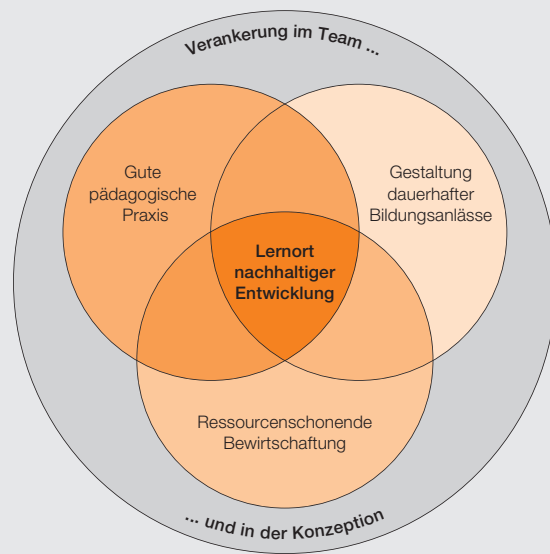 Verankerung im Team ...
Gute
pädagogische
Praxis
Gestaltung
dauerhafter
Bildungsanlässe
Lernort
nachhaltiger
Entwicklung
Ressourcenschonende
Bewirtschaftung
... und in der Konzeption